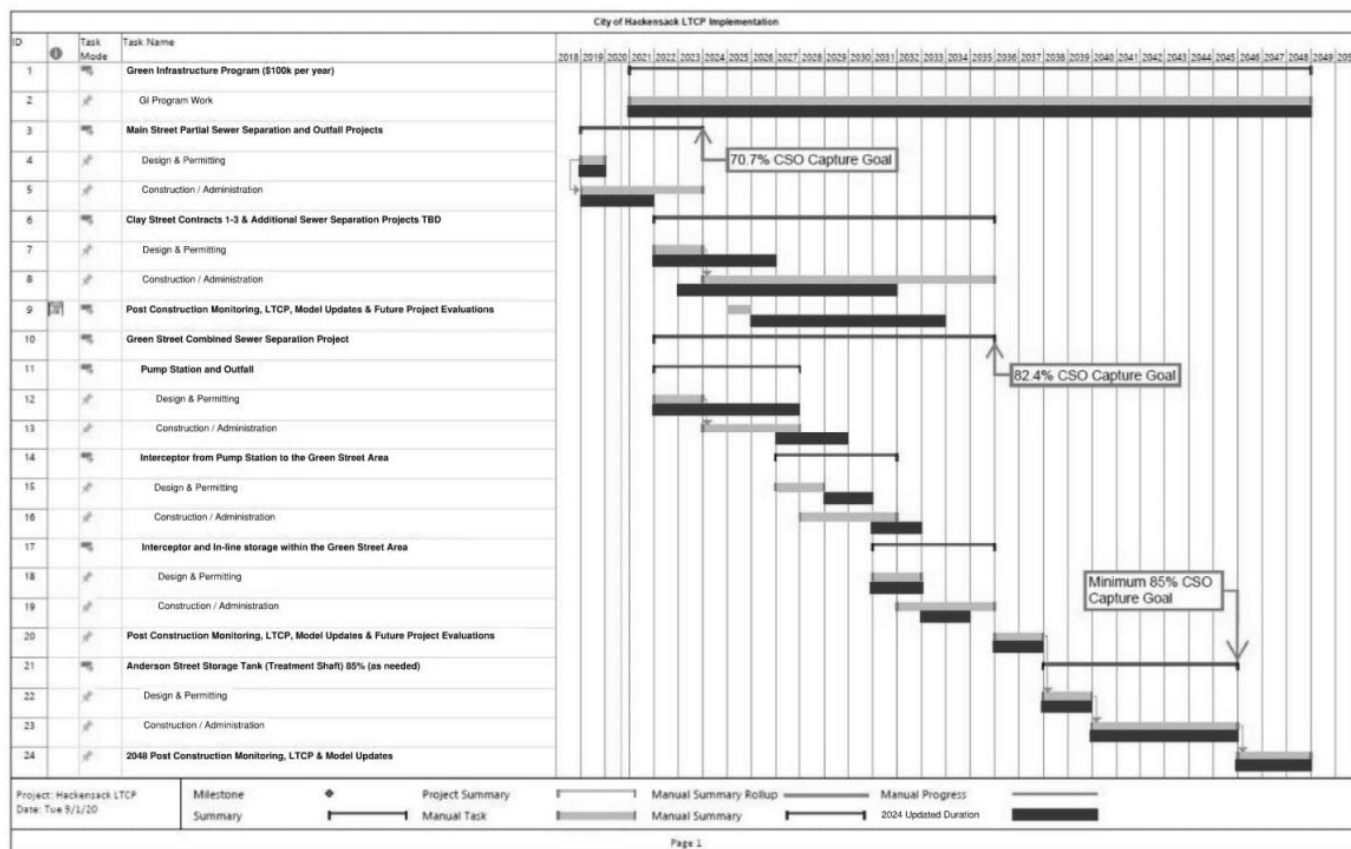 City of Hackensack LTCP Implementation
ID Task Mode Task Name
2018 2019 2020 2021 2022 2023 2024 2025 2026 2027 2028 2029 2030 2031 2032 2033 2034 2035 2036 2037 2038 2039 2040 2041 2042 2043 2044 2045 2046 2047 2048 2049 205
1 Green Infrastructure Program ($100k per year)
2 GI Program Work
3 Main Street Partial Sewer Separation and Outfall Projects
70.7% CSO Capture Goal
4 Design & Permitting
5 Construction / Administration
6 Clay Street Contracts 1-3 & Additional Sewer Separation Projects TBD
7 Design & Permitting
8 Construction / Administration
9 Post Construction Monitoring, LTCP, Model Updates & Future Project Evaluations
10 Green Street Combined Sewer Separation Project
82.4% CSO Capture Goal
11 Pump Station and Outfall
12 Design & Permitting
13 Construction / Administration
14 Interceptor from Pump Station to the Green Street Area
15 Design & Permitting
16 Construction / Administration
17 Interceptor and In-line storage within the Green Street Area
18 Design & Permitting
Minimum 85% CSO
Capture Goal
19 Construction / Administration
20 Post Construction Monitoring, LTCP, Model Updates & Future Project Evaluations
21 Anderson Street Storage Tank (Treatment Shaft) 85% (as needed)
22 Design & Permitting
23 Construction / Administration
24 2048 Post Construction Monitoring, LTCP & Model Updates
Project: Hackensack LTCP
Date: Tue 9/1/20
Milestone Project Summary Manual Summary Rollup Manual Progress
Summary Manual Task Manual Summary 2024 Updated Duration
Page 1